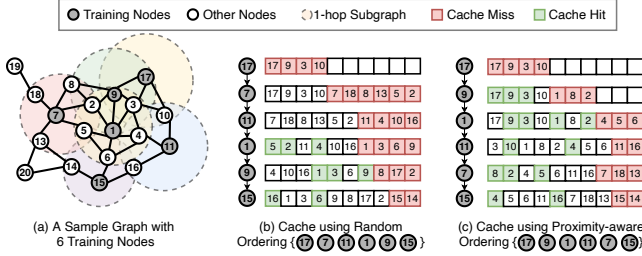 Training Nodes Other Nodes 1-hop Subgraph Cache Miss Cache Hit
19
17
8
9
18
2
3
10
7
5
1
4
11
13
6
14
16
20
15
17 17 9 3 10
7 17 9 3 10 7 18 8 13 5 2
11 7 18 8 13 5 2 11 4 10 16
1 5 2 11 4 10 16 1 3 6 9
9 4 10 16 1 3 6 9 8 17 2
15 16 1 3 6 9 8 17 2 15 14
17 17 9 3 10
9 17 9 3 10 1 8 2
1 17 9 3 10 1 8 2 4 5 6
11 3 10 1 8 2 4 5 6 11 16
7 8 2 4 5 6 11 16 7 18 13
15 4 5 6 11 16 7 18 13 15 14
(a) A Sample Graph with
6 Training Nodes
(b) Cache using Random
Ordering {17 7 11 1 9 15}
(c) Cache using Proximity-aware
Ordering {17 9 1 11 7 15}